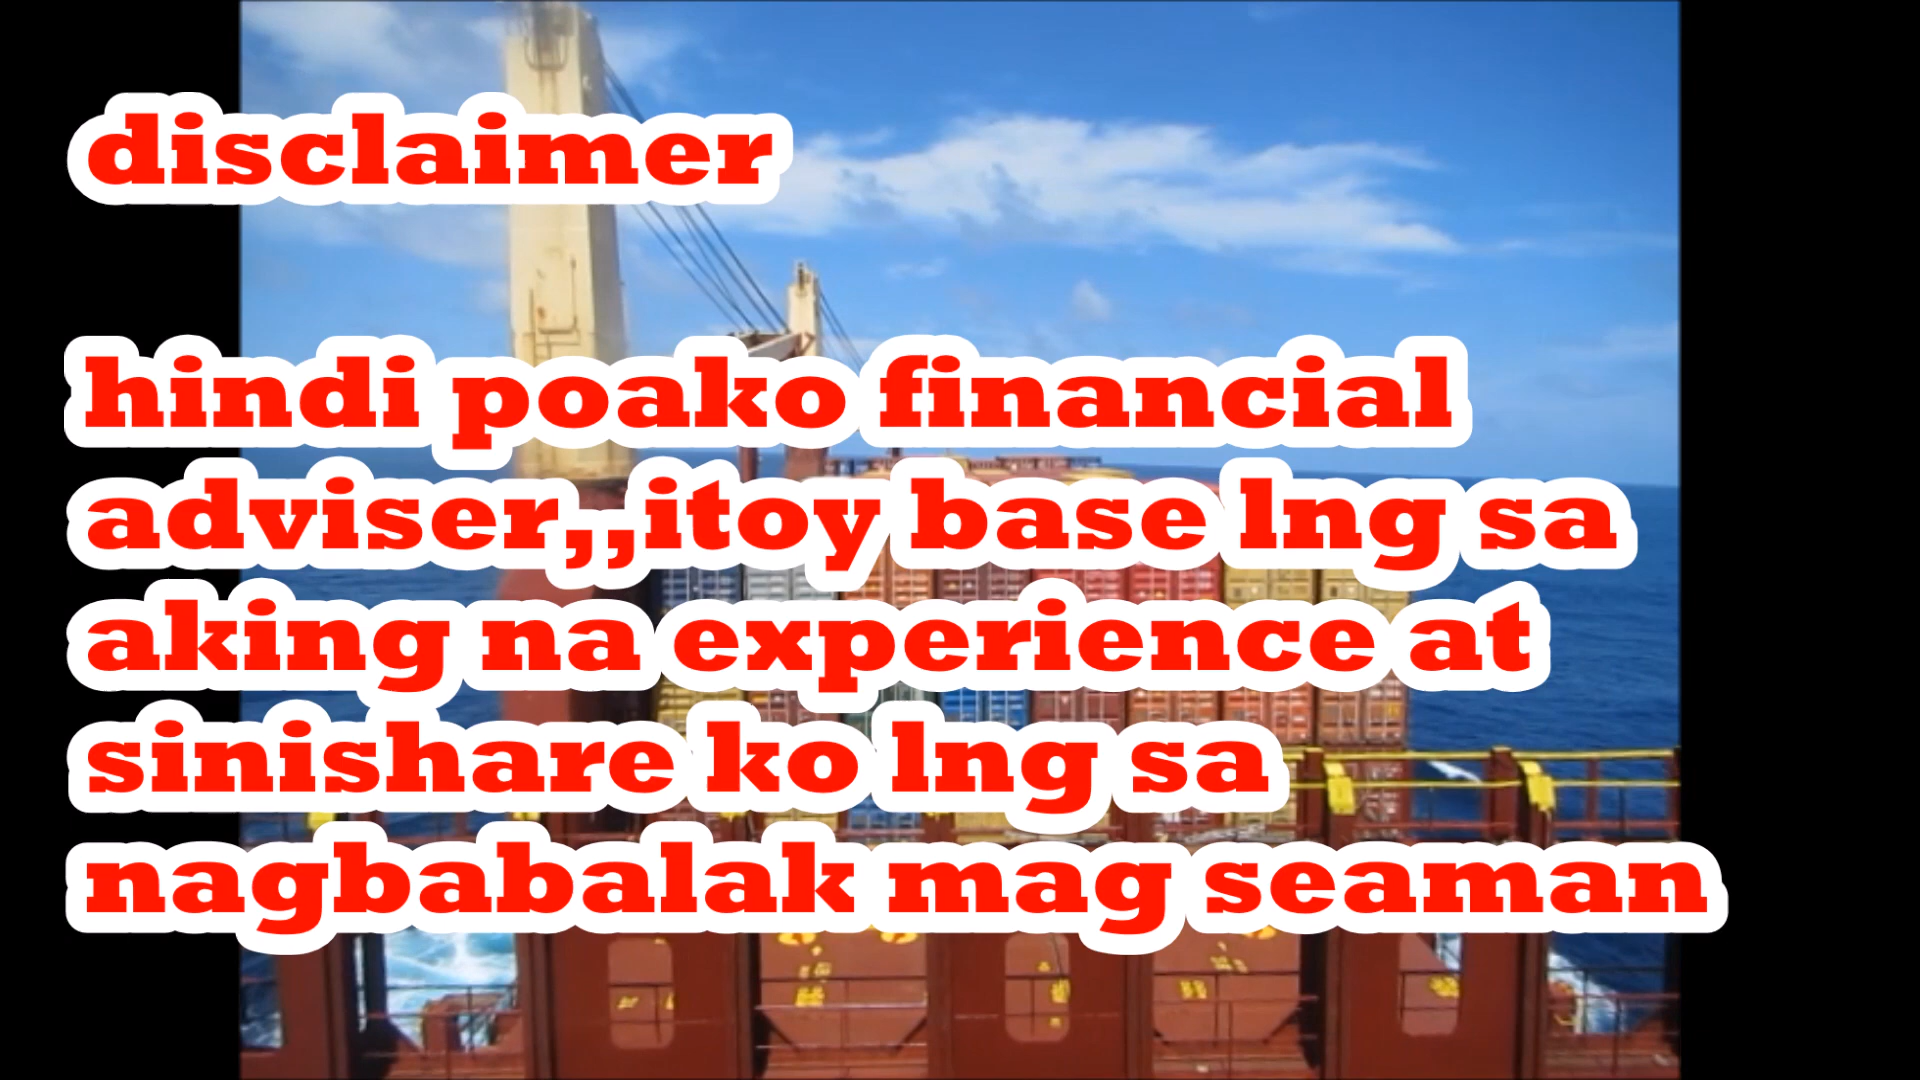 disclaimer
hindi poako financial
adviser,,itoy base lng sa
aking na experience at
sinishare ko lng sa
nagbabalak mag seaman